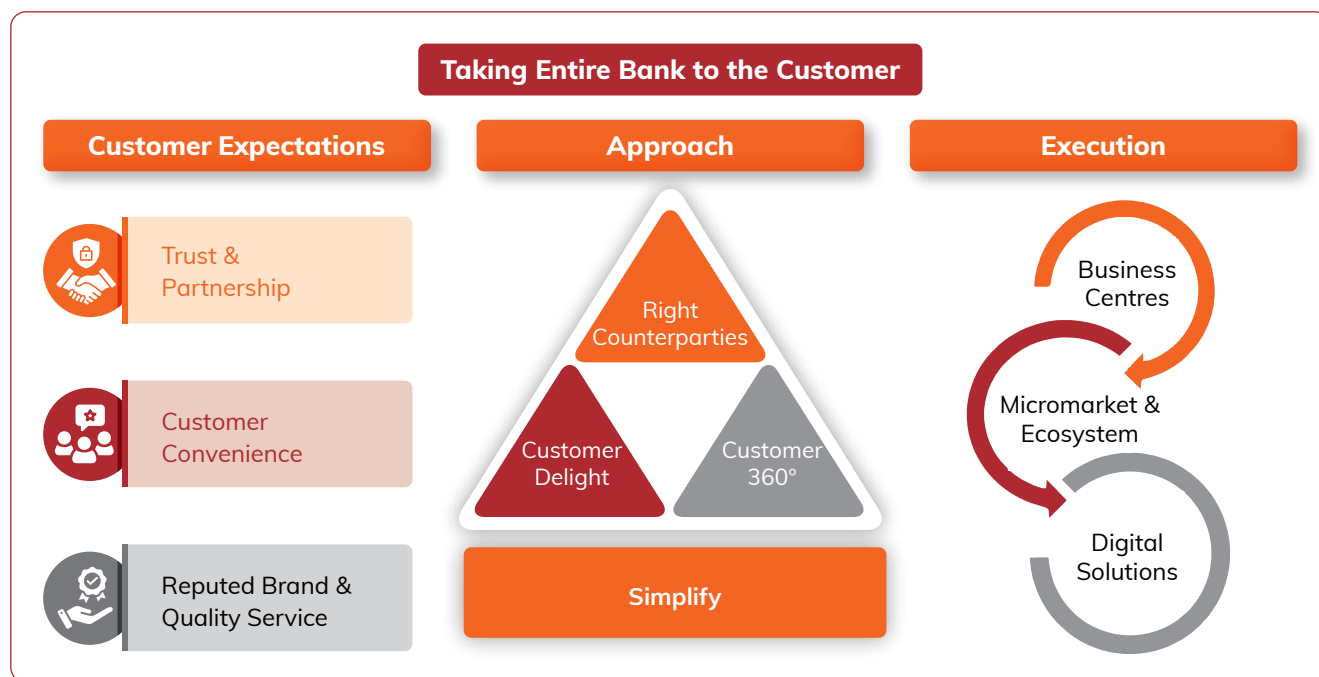 Taking Entire Bank to the Customer
Customer Expectations
Trust &
Partnership
Customer
Convenience
Reputed Brand &
Quality Service
Approach
Right
Counterparties
Customer
Delight
Customer
360°
Simplify
Execution
Business
Centres
Micromarket &
Ecosystem
Digital
Solutions